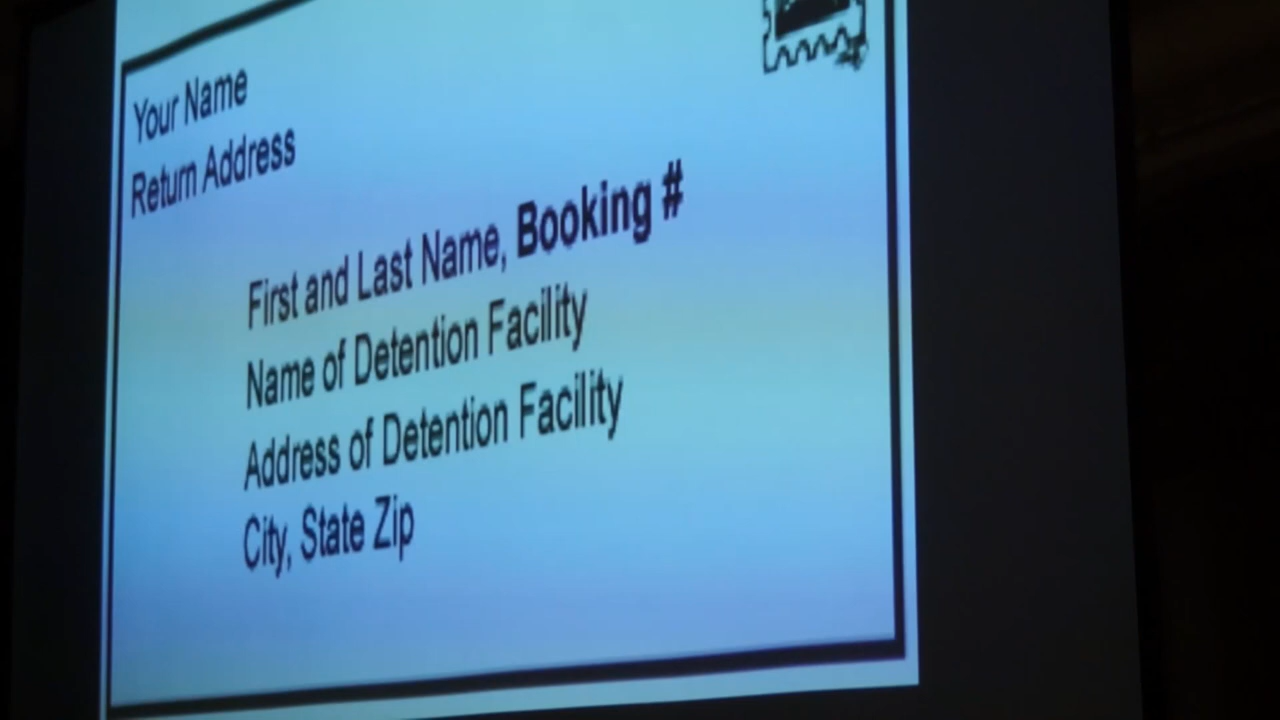 Your Name
Return Address
First and Last Name, Booking #
Name of Detention Facility
Address of Detention Facility
City, State Zip